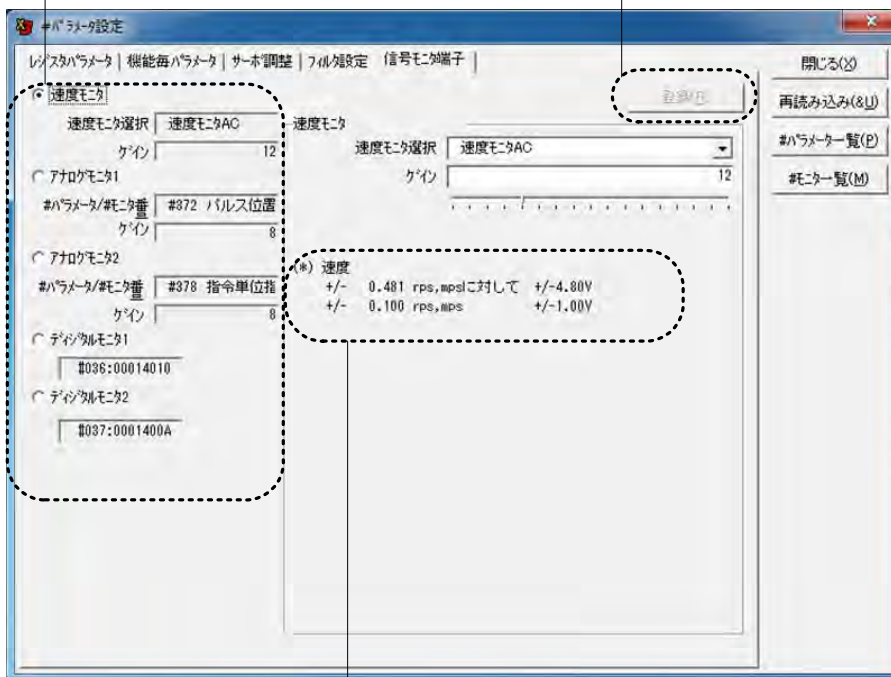 #ﾊﾟﾗﾒｰﾀ設定
ﾚｼﾞｽﾀﾊﾟﾗﾒｰﾀ 機能毎ﾊﾟﾗﾒｰﾀ ｻｰﾎﾞ調整 ﾌｨﾙﾀ設定 信号ﾓﾆﾀ端子
速度ﾓﾆﾀ
速度ﾓﾆﾀ選択 速度ﾓﾆﾀAC
ｹﾞｲﾝ 12
ｱﾅﾛｸﾞﾓﾆﾀ1
#ﾊﾟﾗﾒｰﾀ/#ﾓﾆﾀ番 #372 パルス位置
ｹﾞｲﾝ 8
ｱﾅﾛｸﾞﾓﾆﾀ2
#ﾊﾟﾗﾒｰﾀ/#ﾓﾆﾀ番 #378 指令単位指
ｹﾞｲﾝ 8
ﾃﾞｨｼﾞﾀﾙﾓﾆﾀ1
#036:00014010
ﾃﾞｨｼﾞﾀﾙﾓﾆﾀ2
#037:0001400A
登録(R)
速度ﾓﾆﾀ
速度ﾓﾆﾀ選択 速度ﾓﾆﾀAC
ｹﾞｲﾝ 12
(*) 速度
+/- 0.481 rps,mpsに対して +/-4.80V
+/- 0.100 rps,mps +/-1.00V
閉じる(X)
再読み込み(&U)
#ﾊﾟﾗﾒｰﾀ一覧(P)
#ﾓﾆﾀ一覧(M)